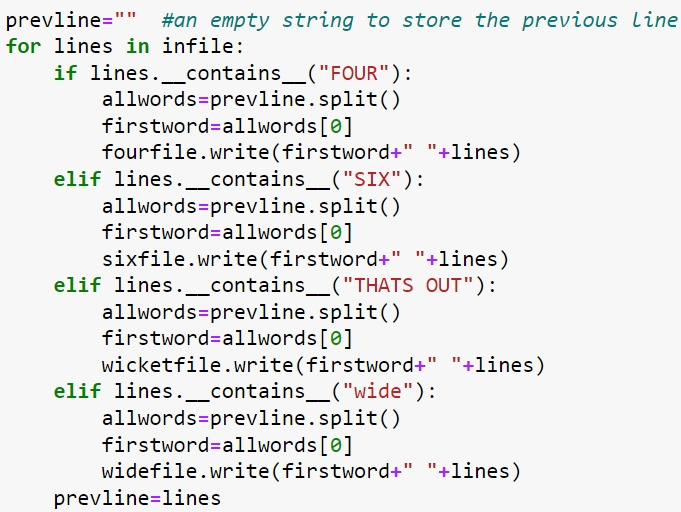 prevline=""  #an empty string to store the previous line
for lines in infile:
    if lines.__contains__("FOUR"):
        allwords=prevline.split()
        firstword=allwords[0]
        fourfile.write(firstword+" "+lines)
    elif lines.__contains__("SIX"):
        allwords=prevline.split()
        firstword=allwords[0]
        sixfile.write(firstword+" "+lines)
    elif lines.__contains__("THATS OUT"):
        allwords=prevline.split()
        firstword=allwords[0]
        wicketfile.write(firstword+" "+lines)
    elif lines.__contains__("wide"):
        allwords=prevline.split()
        firstword=allwords[0]
        widefile.write(firstword+" "+lines)
    prevline=lines